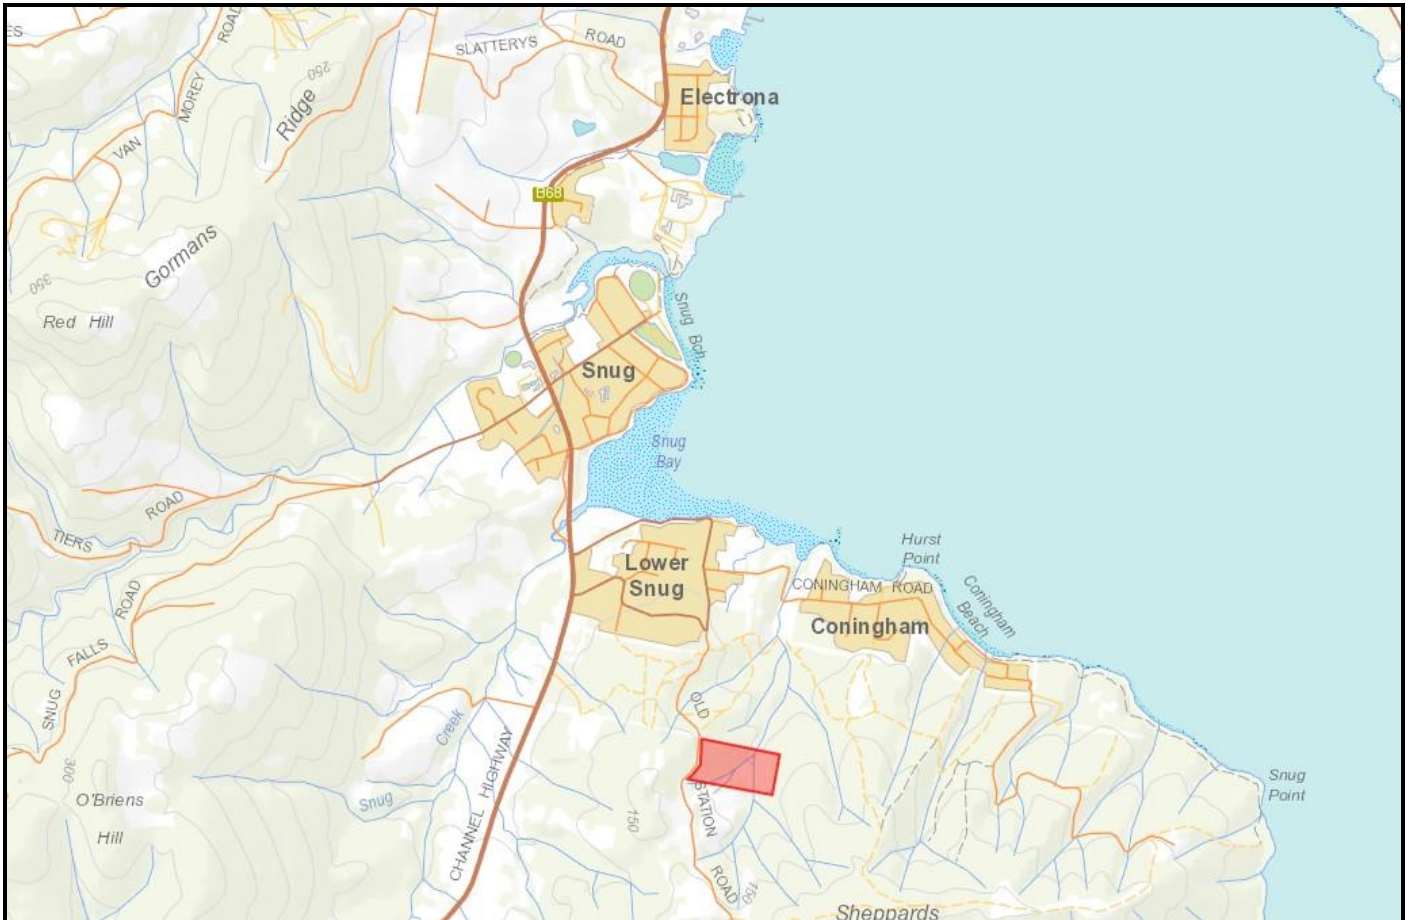 ES
ROAD
SLATTERYS
ROAD
Electrona
250
MOREY
Ridge
VAN
B68
Gormans
350
Red Hill
Snug Bch
Snug
Snug
Bay
ROAD
TIERS
Hurst
Point
Lower
Snug
CONINGHAM ROAD
Coningham
Beach
Coningham
ROAD
FALLS
SNUG
OLD
Creek
CHANNEL HIGHWAY
300
Snug
Point
O'Briens
Hill
Snug
150
STATION
ROAD
150
Sheppards